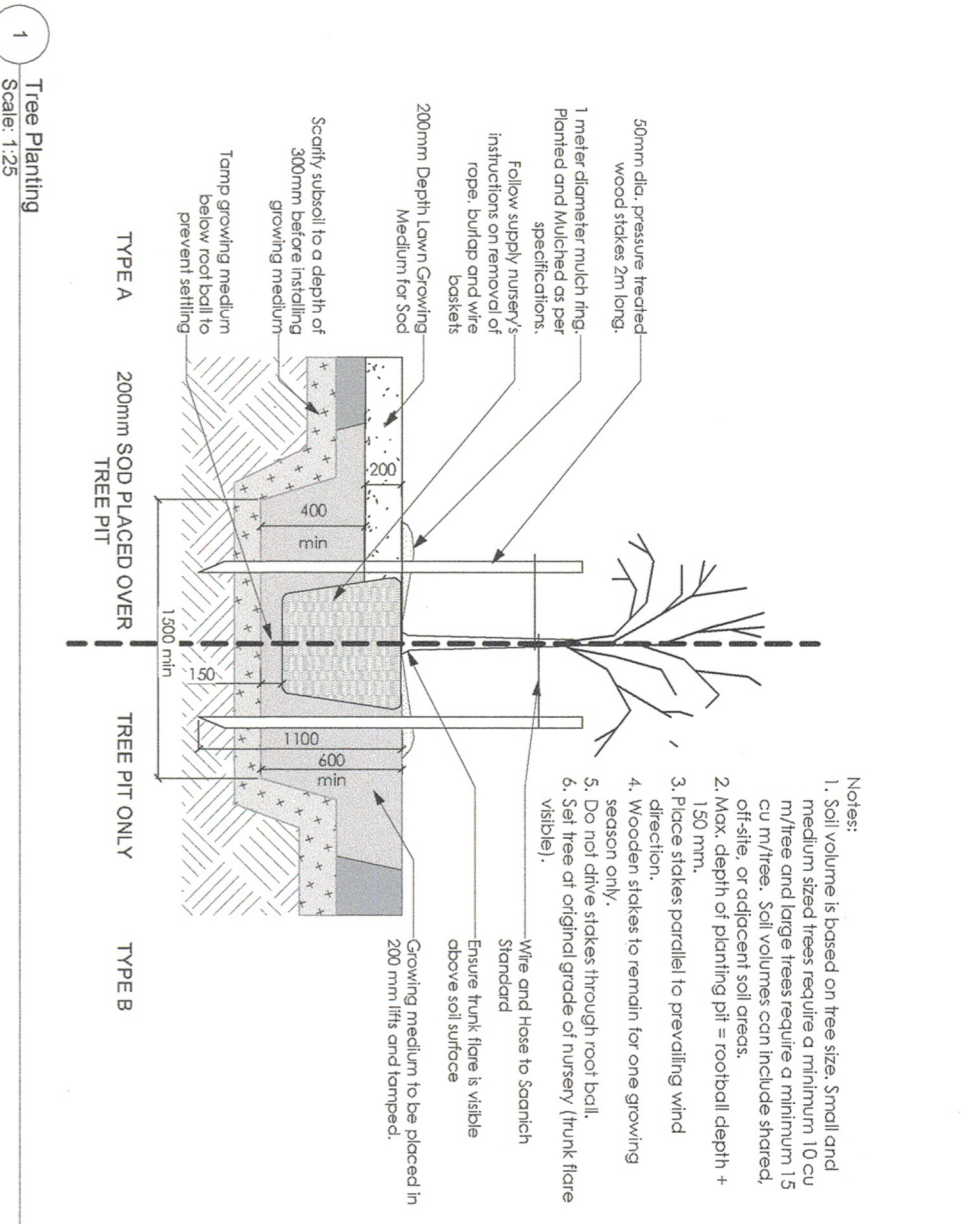 Notes:
1. Soil volume is based on tree size. Small and
medium sized trees require a minimum 10 cu
m/tree and large trees require a minimum 15
cu m/tree. Soil volumes can include shared,
off-site, or adjacent soil areas.
2. Max. depth of planting pit = rootball depth +
150 mm.
3. Place stakes parallel to prevailing wind
direction.
4. Wooden stakes to remain for one growing
season only.
5. Do not drive stakes through root ball.
6. Set tree at original grade of nursery (trunk flare
visible).
50mm dia. pressure treated
wood stakes 2m long.
1 meter diameter mulch ring.
Planted and Mulched as per
specifications.
Follow supply nursery's
instructions on removal of
rope, burlap and wire
baskets
200mm Depth Lawn Growing
Medium for Sod
Scarify subsoil to a depth of
300mm before installing
growing medium
Tamp growing medium
below root ball to
prevent settling
Wire and Hose to Saanich
Standard
Ensure trunk flare is visible
above soil surface
Growing medium to be placed in
200 mm lifts and tamped.
200
400
min
1100
600
min
150
1500 min
TYPE A
200mm SOD PLACED OVER
TREE PIT
TREE PIT ONLY
TYPE B
1
Tree Planting
Scale: 1:25